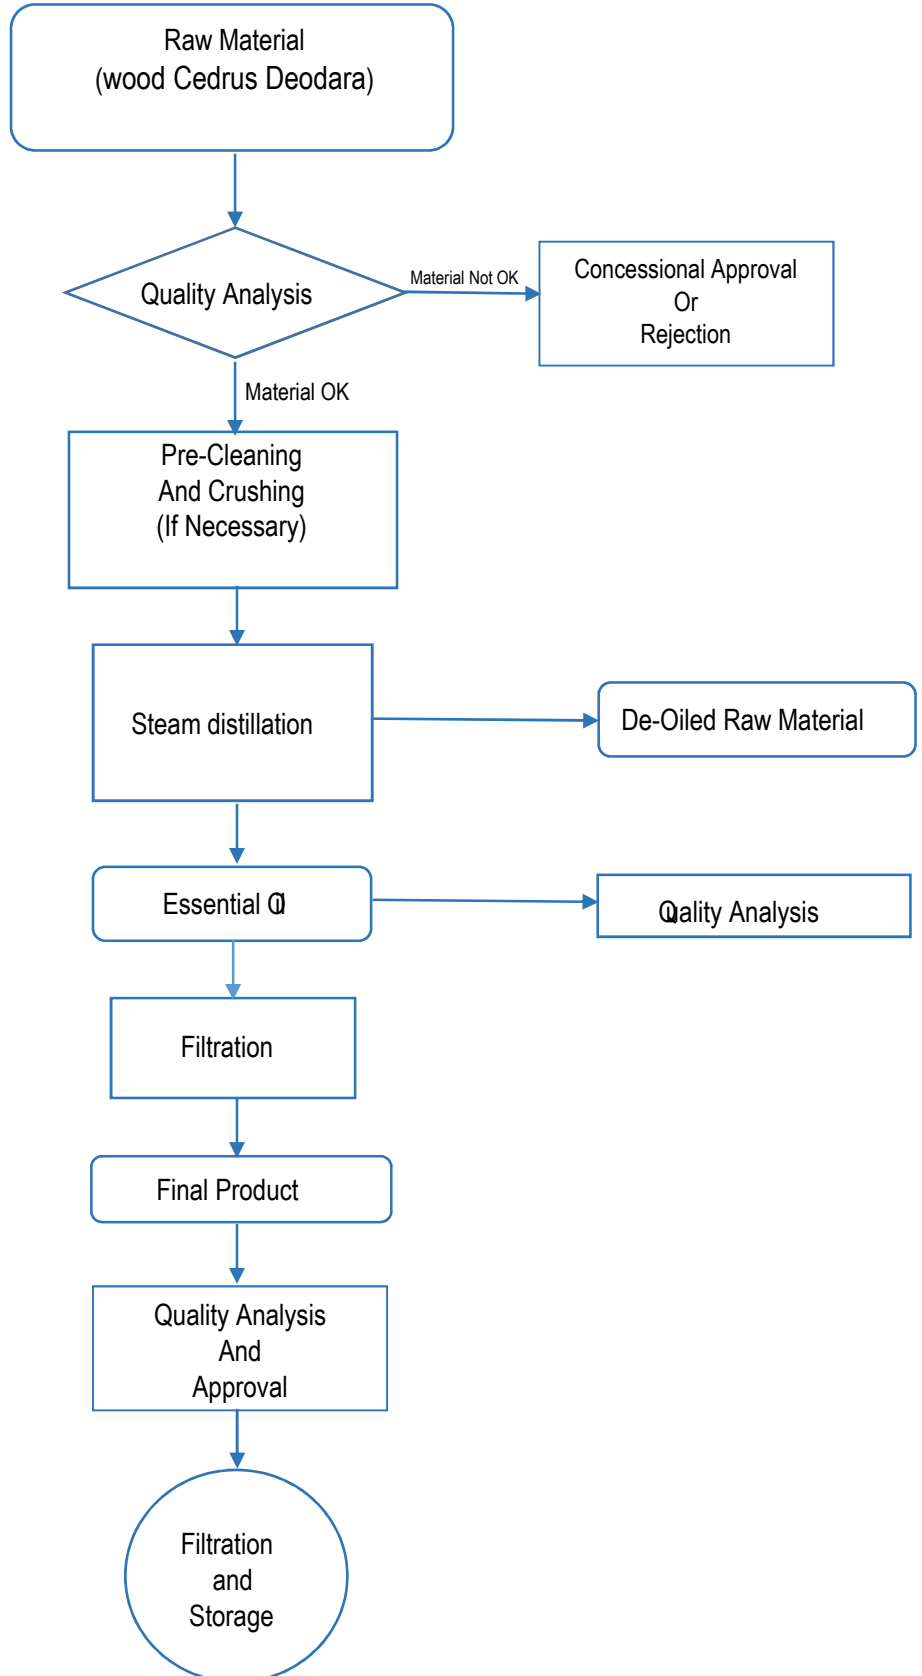 Raw Material
(wood Cedrus Deodara)
Quality Analysis
Material Not OK
Concessional Approval
Or
Rejection
Material OK
Pre-Cleaning
And Crushing
(If Necessary)
Steam distillation
De-Oiled Raw Material
Essential Oil
Quality Analysis
Filtration
Final Product
Quality Analysis
And
Approval
Filtration
and
Storage